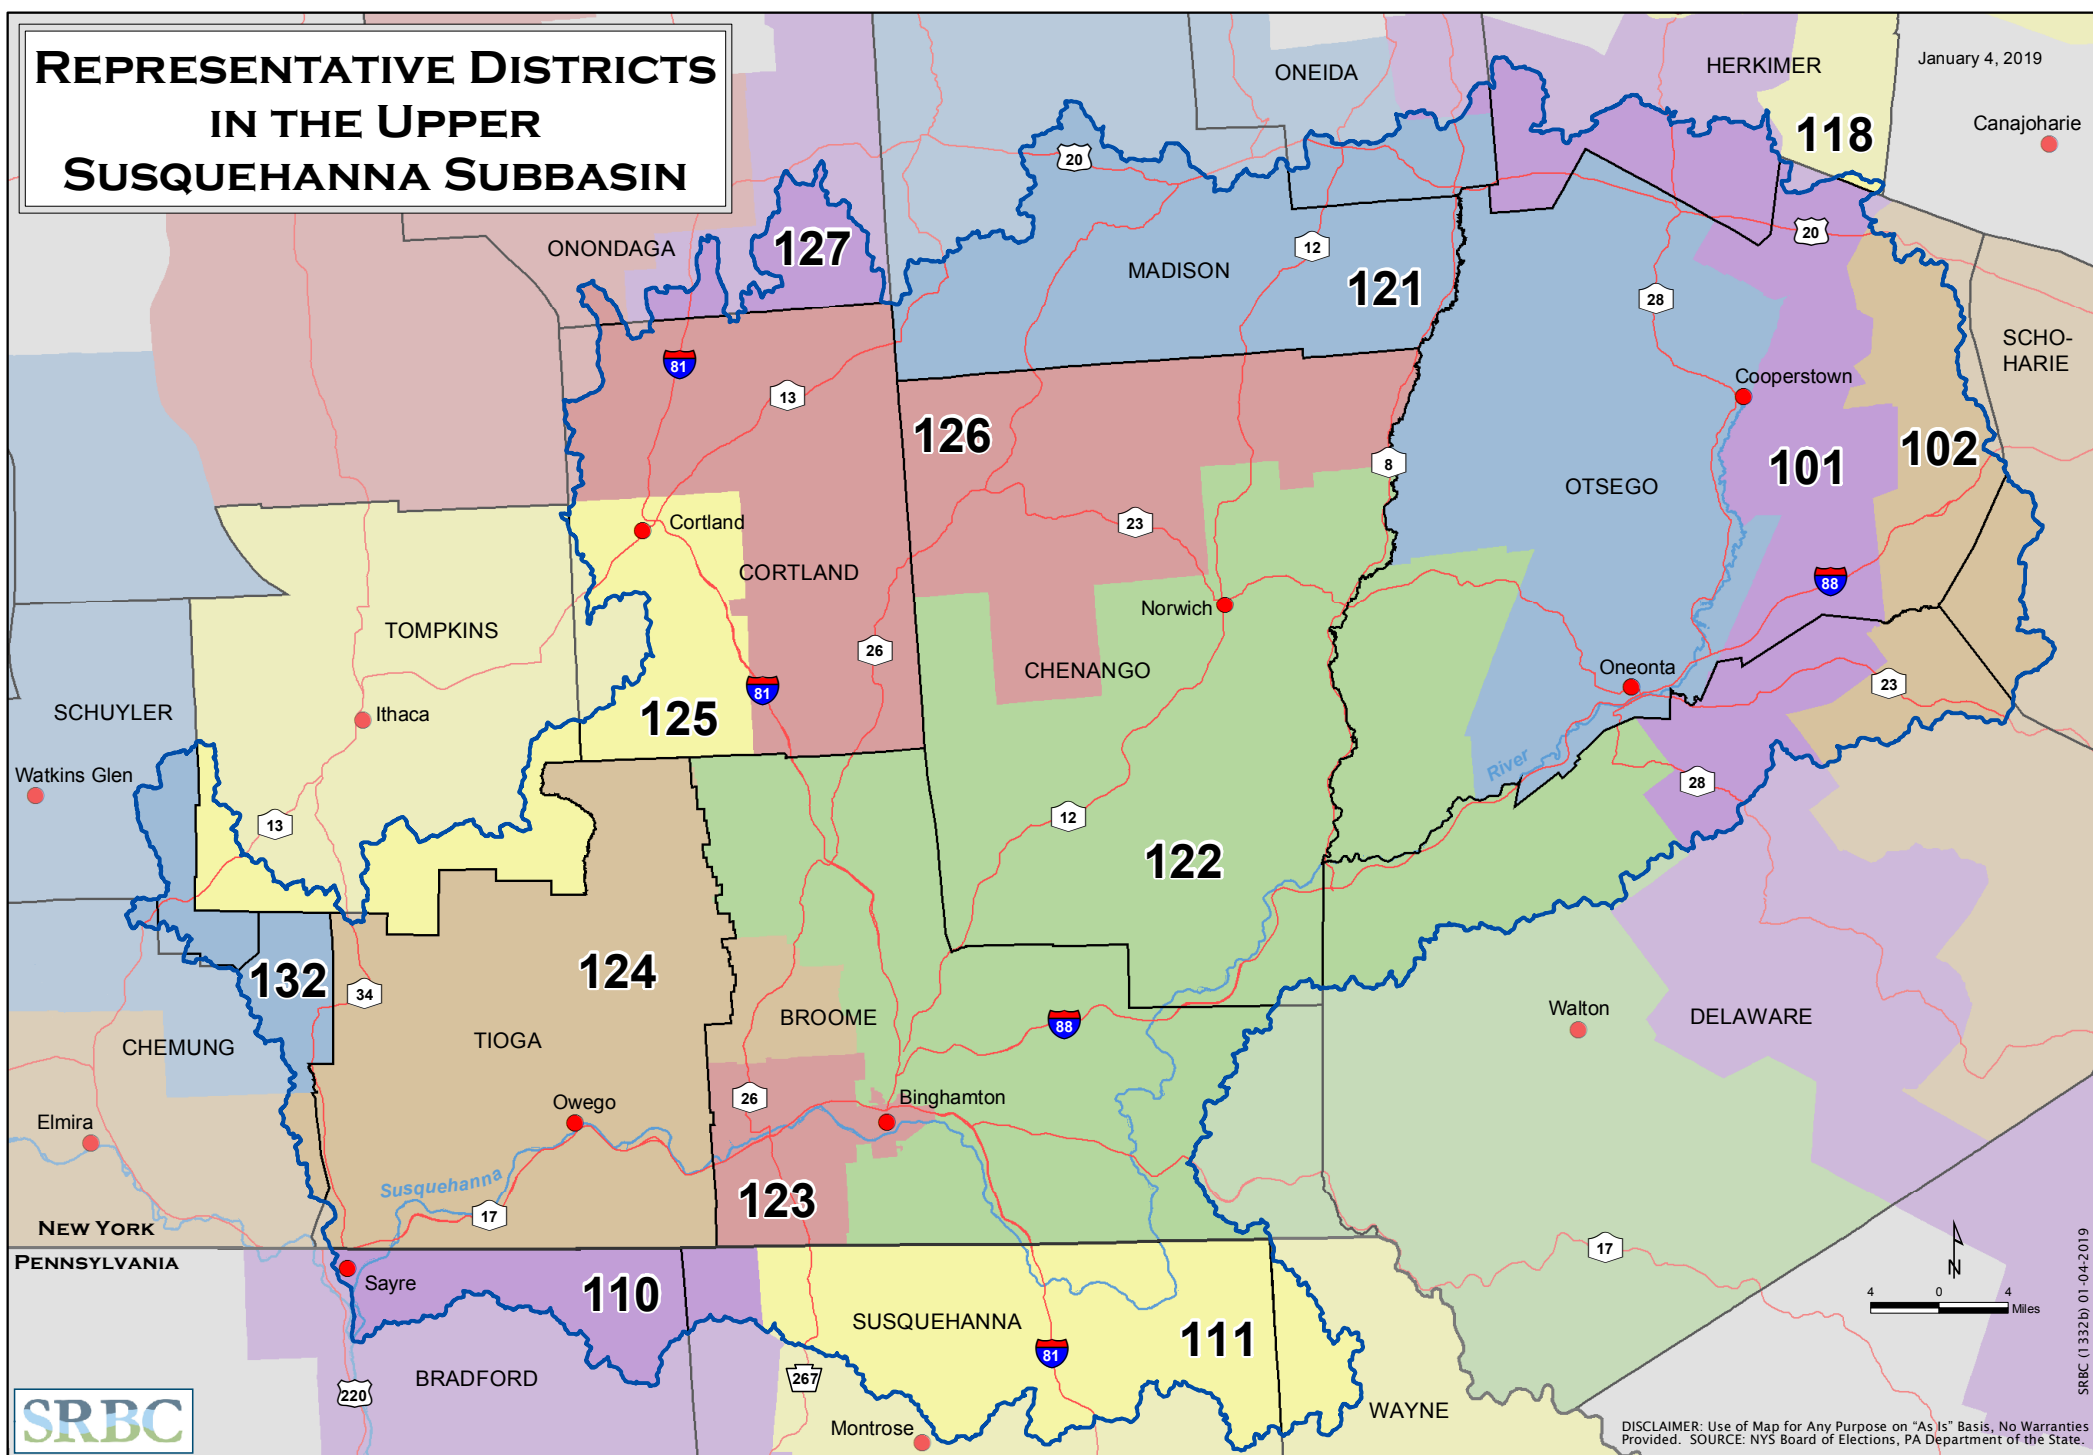 REPRESENTATIVE DISTRICTS
IN THE UPPER
SUSQUEHANNA SUBBASIN
January 4, 2019
ONEIDA
HERKIMER
118
Canajoharie
20
127
ONONDAGA
12
20
MADISON
121
28
SCHO-
HARIE
81
13
Cooperstown
126
8
101
102
OTSEGO
23
Cortland
CORTLAND
88
Norwich
TOMPKINS
26
CHENANGO
Oneonta
23
81
SCHUYLER
Ithaca
125
River
28
Watkins Glen
13
12
122
124
132
34
BROOME
88
Walton
DELAWARE
TIOGA
CHEMUNG
26
Owego
Binghamton
Elmira
Susquehanna
123
17
NEW YORK
17
PENNSYLVANIA
Sayre
110
N
4 0 4
Miles
SUSQUEHANNA
111
81
BRADFORD
220
267
SRBC
Montrose
WAYNE
SRBC (1332b) 01-04-2019
DISCLAIMER: Use of Map for Any Purpose on "As Is" Basis, No Warranties
Provided. SOURCE: NYS Board of Elections, PA Department of the State.